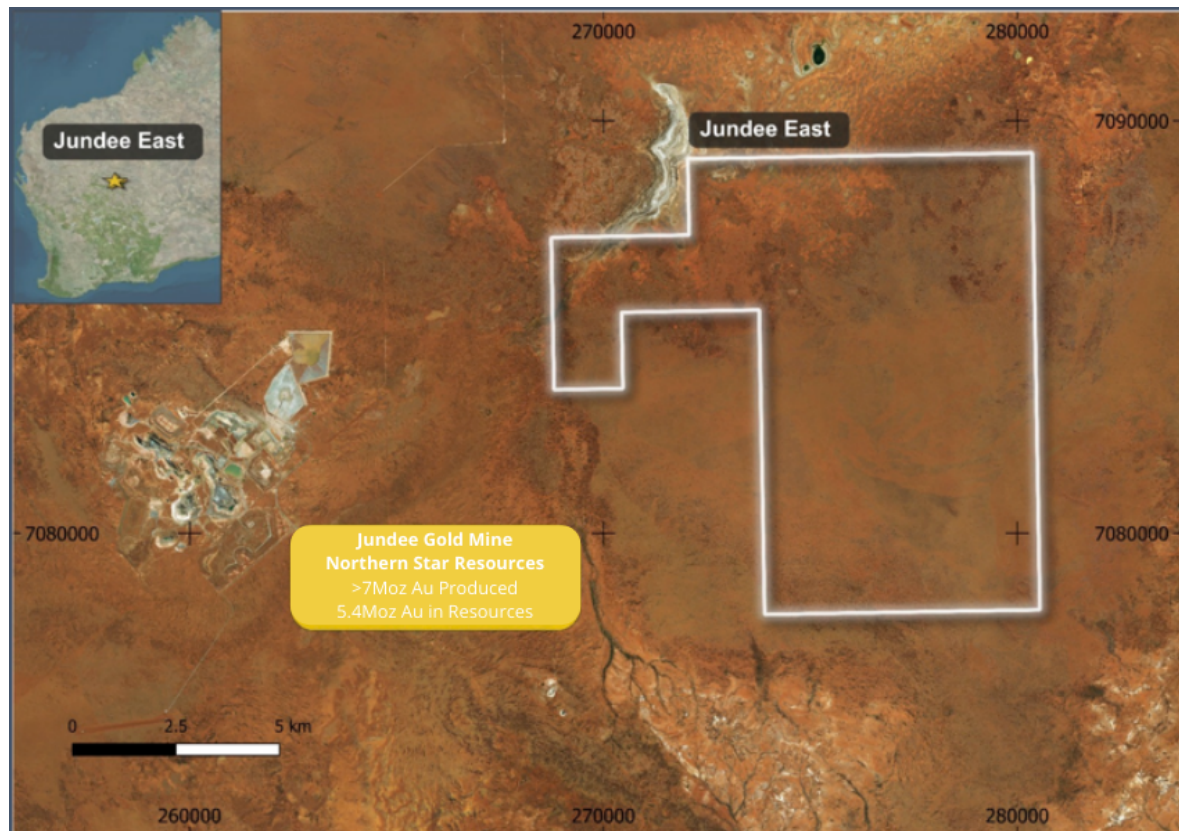 270000
280000
Jundee East
Jundee East
7090000
7080000
7080000
Jundee Gold Mine
Northern Star Resources
>7Moz Au Produced
5.4Moz Au in Resources
0
2.5
5 km
260000
270000
280000